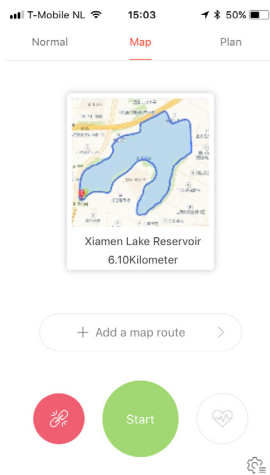 T-Mobile NL 15:03 50%
Normal Map Plan
Xiamen Lake Reservoir
6.10Kilometer
+ Add a map route
Start